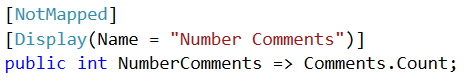 [NotMapped]
[Display(Name = "Number Comments")]
public int NumberComments => Comments.Count;